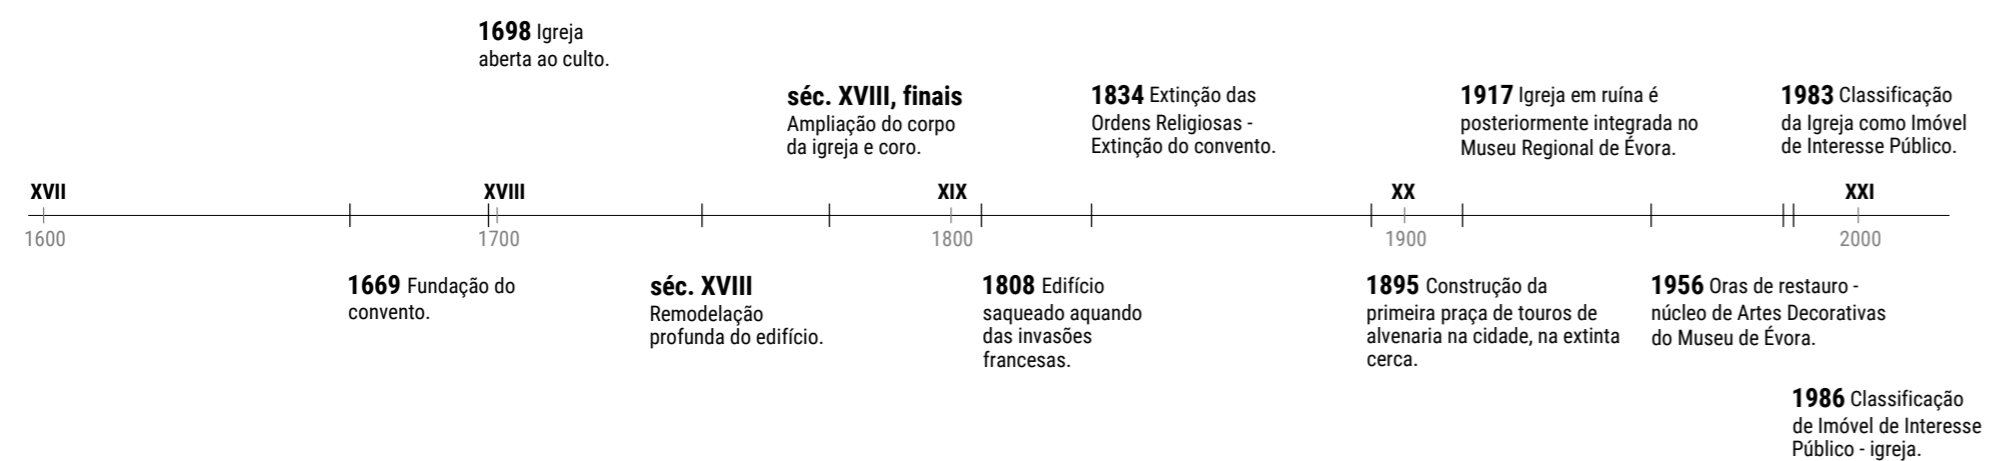 1698 Igreja
aberta ao culto.
séc. XVIII, finais
Ampliação do corpo
da igreja e coro.
1834 Extinção das
Ordens Religiosas -
Extinção do convento.
1917 Igreja em ruína é
posteriormente integrada no
Museu Regional de Évora.
1983 Classificação
da Igreja como Imóvel
de Interesse Público.
XVII XVIII XIX XX XXI
1600 1700 1800 1900 2000
1669 Fundação do
convento.
séc. XVIII
Remodelação
profunda do edifício.
1808 Edifício
saqueado aquando
das invasões
francesas.
1895 Construção da
primeira praça de touros de
alvenaria na cidade, na extinta
cerca.
1956 Oras de restauro -
núcleo de Artes Decorativas
do Museu de Évora.
1986 Classificação
de Imóvel de Interesse
Público - igreja.